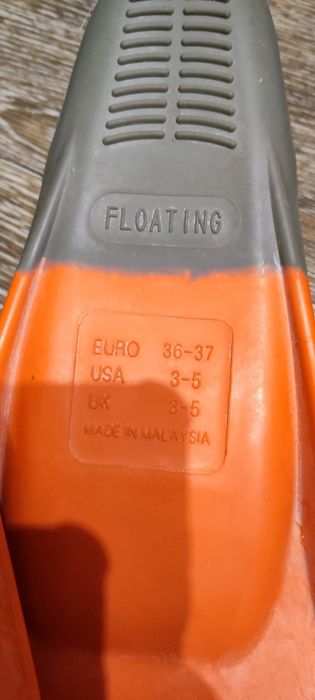 FLOATING
EURO 36-37
USA 3-5
UK 3-5
MADE IN MALAYSIA